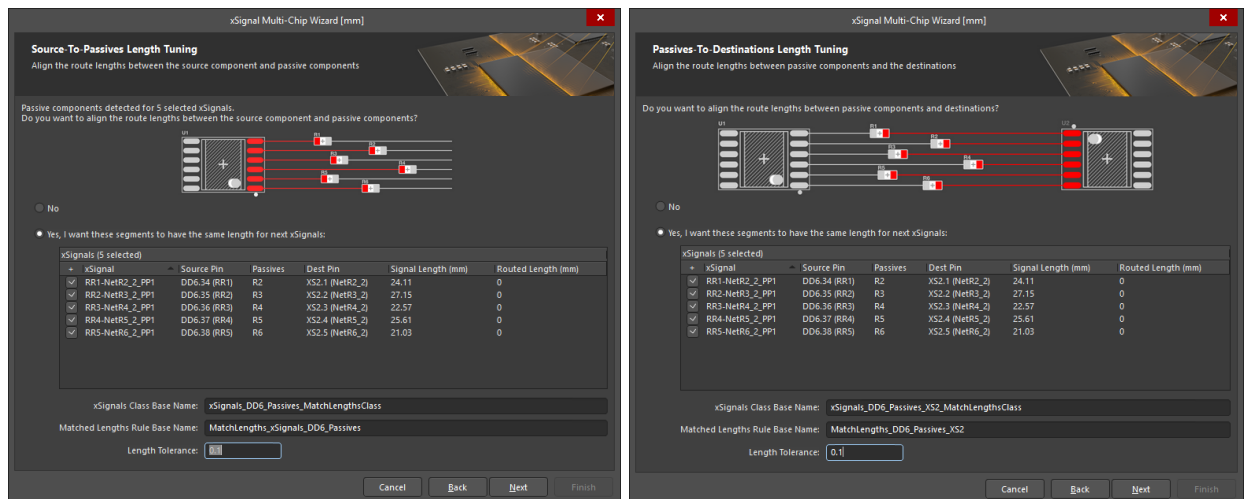 xSignal Multi-Chip Wizard [mm]
Source-To-Passives Length Tuning
Align the route lengths between the source component and passive components
Passive components detected for 5 selected xSignals.
Do you want to align the route lengths between the source component and passive components?
U1
R1
R2
R3
R4
R5
R6
No
Yes, I want these segments to have the same length for next xSignals:
xSignals (5 selected)
xSignal Source Pin Passives Dest Pin Signal Length (mm) Routed Length (mm)
RR1-NetR2_2_PP1 DD6.34 (RR1) R2 XS2.1 (NetR2_2) 24.11 0
RR2-NetR3_2_PP1 DD6.35 (RR2) R3 XS2.2 (NetR3_2) 27.15 0
RR3-NetR4_2_PP1 DD6.36 (RR3) R4 XS2.3 (NetR4_2) 22.57 0
RR4-NetR5_2_PP1 DD6.37 (RR4) R5 XS2.4 (NetR5_2) 25.61 0
RR5-NetR6_2_PP1 DD6.38 (RR5) R6 XS2.5 (NetR6_2) 21.03 0
xSignals Class Base Name: xSignals_DD6_Passives_MatchLengthsClass
Matched Lengths Rule Base Name: MatchLengths_xSignals_DD6_Passives
Length Tolerance: 0.1
Cancel Back Next Finish
xSignal Multi-Chip Wizard [mm]
Passives-To-Destinations Length Tuning
Align the route lengths between passive components and the destinations
Do you want to align the route lengths between passive components and destinations?
U1
U2
R1
R2
R3
R4
R5
R6
No
Yes, I want these segments to have the same length for next xSignals:
xSignals (5 selected)
xSignal Source Pin Passives Dest Pin Signal Length (mm) Routed Length (mm)
RR1-NetR2_2_PP1 DD6.34 (RR1) R2 XS2.1 (NetR2_2) 24.11 0
RR2-NetR3_2_PP1 DD6.35 (RR2) R3 XS2.2 (NetR3_2) 27.15 0
RR3-NetR4_2_PP1 DD6.36 (RR3) R4 XS2.3 (NetR4_2) 22.57 0
RR4-NetR5_2_PP1 DD6.37 (RR4) R5 XS2.4 (NetR5_2) 25.61 0
RR5-NetR6_2_PP1 DD6.38 (RR5) R6 XS2.5 (NetR6_2) 21.03 0
xSignals Class Base Name: xSignals_DD6_Passives_XS2_MatchLengthsClass
Matched Lengths Rule Base Name: MatchLengths_DD6_Passives_XS2
Length Tolerance: 0.1
Cancel Back Next Finish